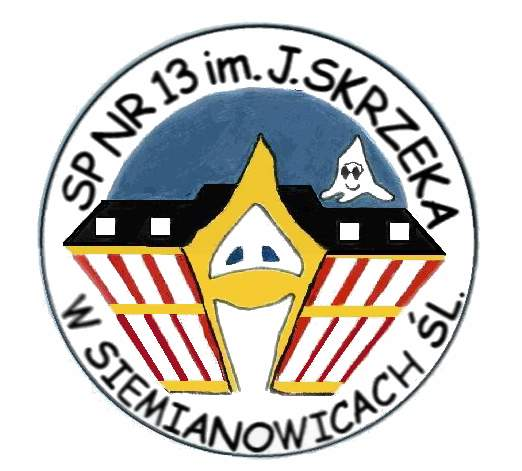 SP NR 13 im. J. SKRZEKA
W SIEMIANOWICACH ŚL.